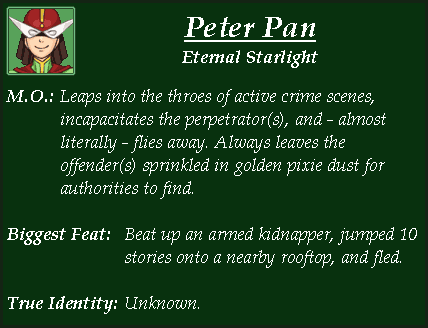 Peter Pan
Eternal Starlight
M.O.: Leaps into the throes of active crime scenes,
incapacitates the perpetrator(s), and - almost
literally - flies away. Always leaves the
offender(s) sprinkled in golden pixie dust for
authorities to find.
Biggest Feat: Beat up an armed kidnapper, jumped 10
stories onto a nearby rooftop, and fled.
True Identity: Unknown.